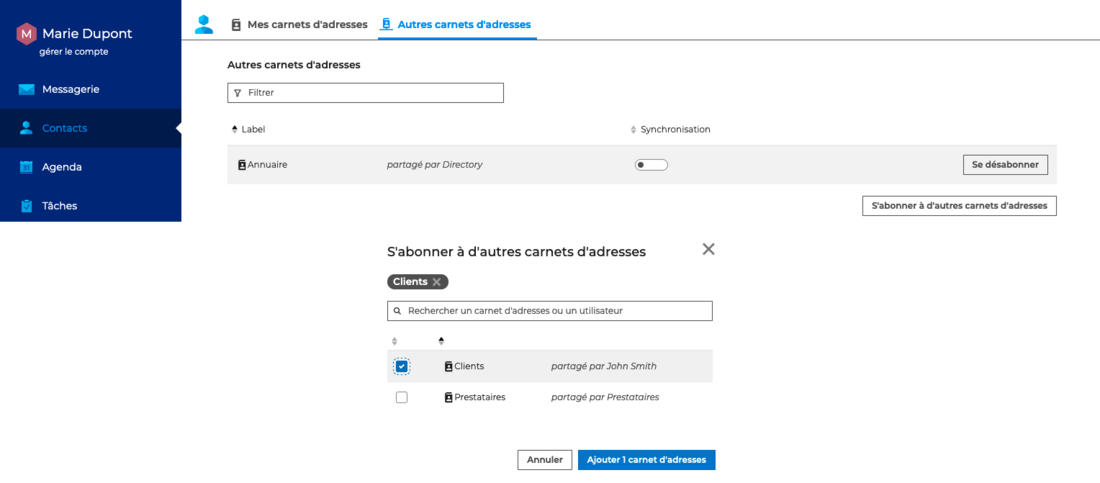 M Marie Dupont
gérer le compte
Messagerie
Contacts
31 Agenda
Tâches
Mes carnets d'adresses Autres carnets d'adresses
Autres carnets d'adresses
Filtrer
Label Synchronisation
Annuaire partagé par Directory Se désabonner
S'abonner à d'autres carnets d'adresses
S'abonner à d'autres carnets d'adresses
Clients
Rechercher un carnet d'adresses ou un utilisateur
Clients partagé par John Smith
Prestataires partagé par Prestataires
Annuler Ajouter 1 carnet d'adresses